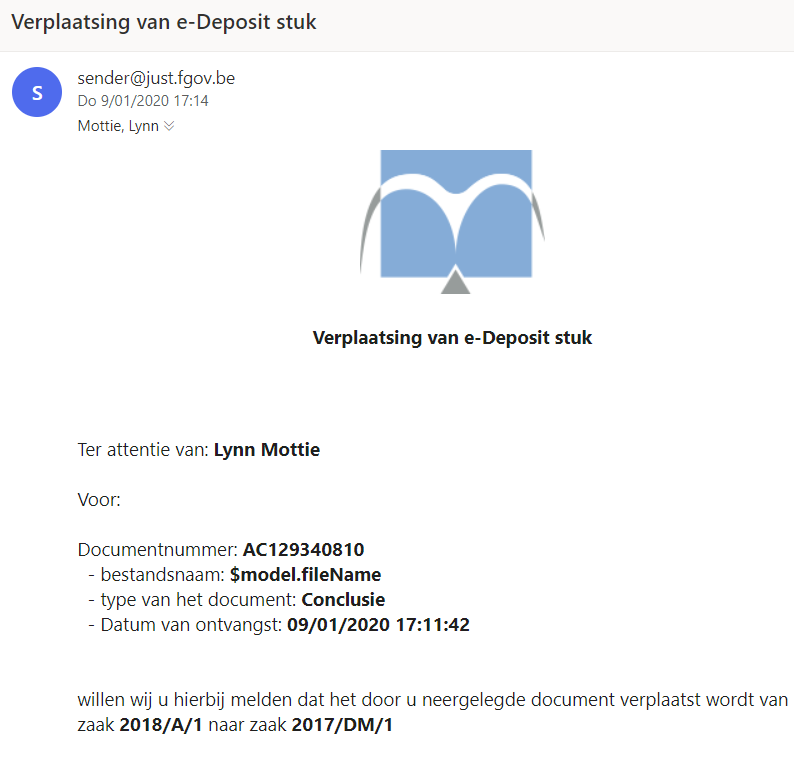 Verplaatsing van e-Deposit stuk
S
sender@just.fgov.be
Do 9/01/2020 17:14
Mottie, Lynn
Verplaatsing van e-Deposit stuk
Ter attentie van: Lynn Mottie
Voor:
Documentnummer: AC129340810
- bestandsnaam: $model.fileName
- type van het document: Conclusie
- Datum van ontvangst: 09/01/2020 17:11:42
willen wij u hierbij melden dat het door u neergelegde document verplaatst wordt van
zaak 2018/A/1 naar zaak 2017/DM/1